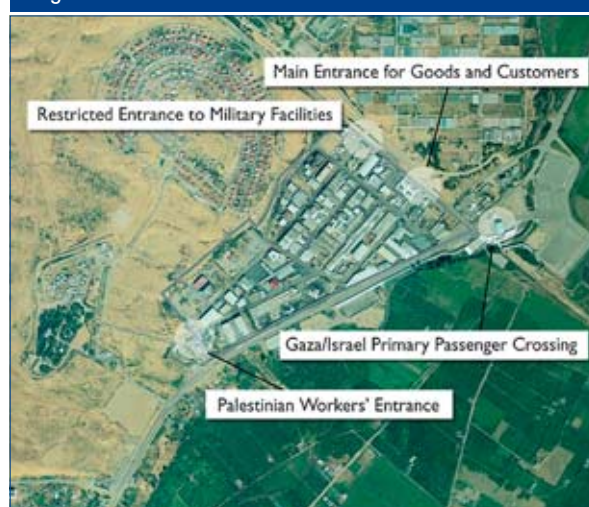 Main Entrance for Goods and Customers
Restricted Entrance to Military Facilities
Gaza/Israel Primary Passenger Crossing
Palestinian Workers' Entrance